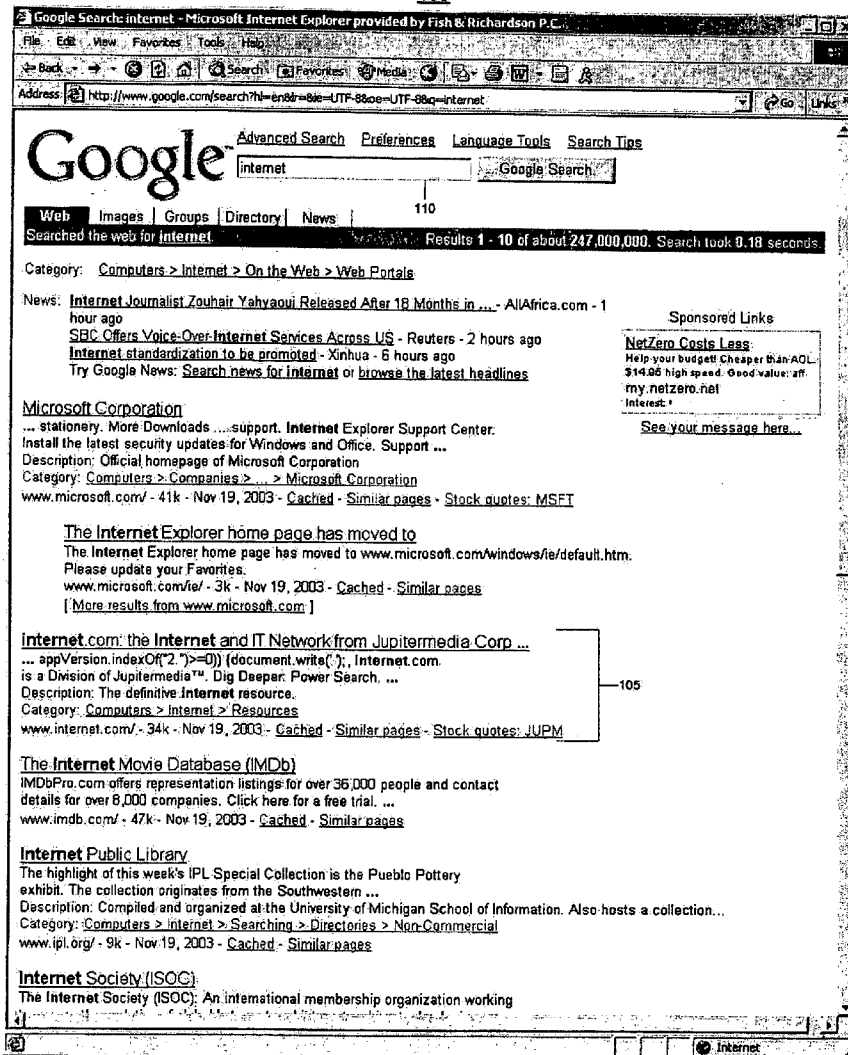 Google Search: internet - Microsoft Internet Explorer provided by Fish & Richardson P.C.
File Edit View Favorites Tools Help
Back Search Favorites Media
Address http://www.google.com/search?hl=en&lr=&ie=UTF-8&oe=UTF-8&q=internet Go Links
Google
Advanced Search Preferences Language Tools Search Tips
internet Google Search
110
Web Images Groups Directory News
Searched the web for internet. Results 1 - 10 of about 247,000,000. Search took 0.18 seconds.
Category: Computers > Internet > On the Web > Web Portals
News: Internet Journalist Zouhair Yahyaoui Released After 18 Months in ... - AllAfrica.com - 1
hour ago
SBC Offers Voice-Over-Internet Services Across US - Reuters - 2 hours ago
Internet standardization to be promoted - Xinhua - 6 hours ago
Try Google News: Search news for internet or browse the latest headlines
Sponsored Links
NetZero Costs Less
Help your budget! Cheaper than AOL.
$14.95 high speed. Good value: aff
my.netzero.net
Interest:
See your message here...
Microsoft Corporation
... stationery. More Downloads ... support. Internet Explorer Support Center.
Install the latest security updates for Windows and Office. Support ...
Description: Official homepage of Microsoft Corporation
Category: Computers > Companies > ... > Microsoft Corporation
www.microsoft.com/ - 41k - Nov 19, 2003 - Cached - Similar pages - Stock quotes: MSFT
The Internet Explorer home page has moved to
The Internet Explorer home page has moved to www.microsoft.com/windows/ie/default.htm.
Please update your Favorites.
www.microsoft.com/ie/ - 3k - Nov 19, 2003 - Cached - Similar pages
[ More results from www.microsoft.com ]
internet.com: the Internet and IT Network from Jupitermedia Corp ...
... appVersion.indexOf("2.")>=0)) {document.write(' ');, Internet.com
is a Division of Jupitermedia™. Dig Deeper: Power Search. ...
Description: The definitive Internet resource.
Category: Computers > Internet > Resources
www.internet.com/ - 34k - Nov 19, 2003 - Cached - Similar pages - Stock quotes: JUPM
105
The Internet Movie Database (IMDb)
IMDbPro.com offers representation listings for over 36,000 people and contact
details for over 8,000 companies. Click here for a free trial. ...
www.imdb.com/ - 47k - Nov 19, 2003 - Cached - Similar pages
Internet Public Library
The highlight of this week's IPL Special Collection is the Pueblo Pottery
exhibit. The collection originates from the Southwestern ...
Description: Compiled and organized at the University of Michigan School of Information. Also hosts a collection...
Category: Computers > Internet > Searching > Directories > Non-Commercial
www.ipl.org/ - 9k - Nov 19, 2003 - Cached - Similar pages
Internet Society (ISOC)
The Internet Society (ISOC): An international membership organization working
Internet